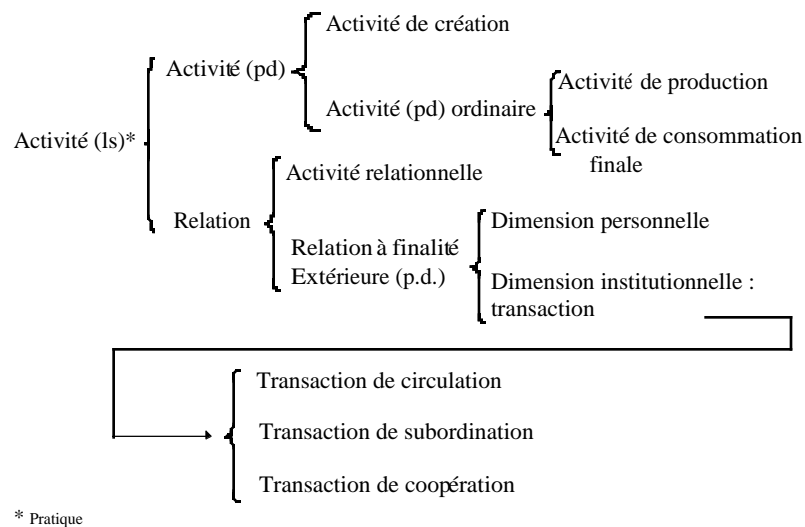 Activité de création
Activité (pd)
Activité de production
Activité (pd) ordinaire
Activité (ls)*
Activité de consommation
finale
Activité relationnelle
Relation
Dimension personnelle
Relation à finalité
Extérieure (p.d.)
Dimension institutionnelle :
transaction
Transaction de circulation
Transaction de subordination
Transaction de coopération
* Pratique